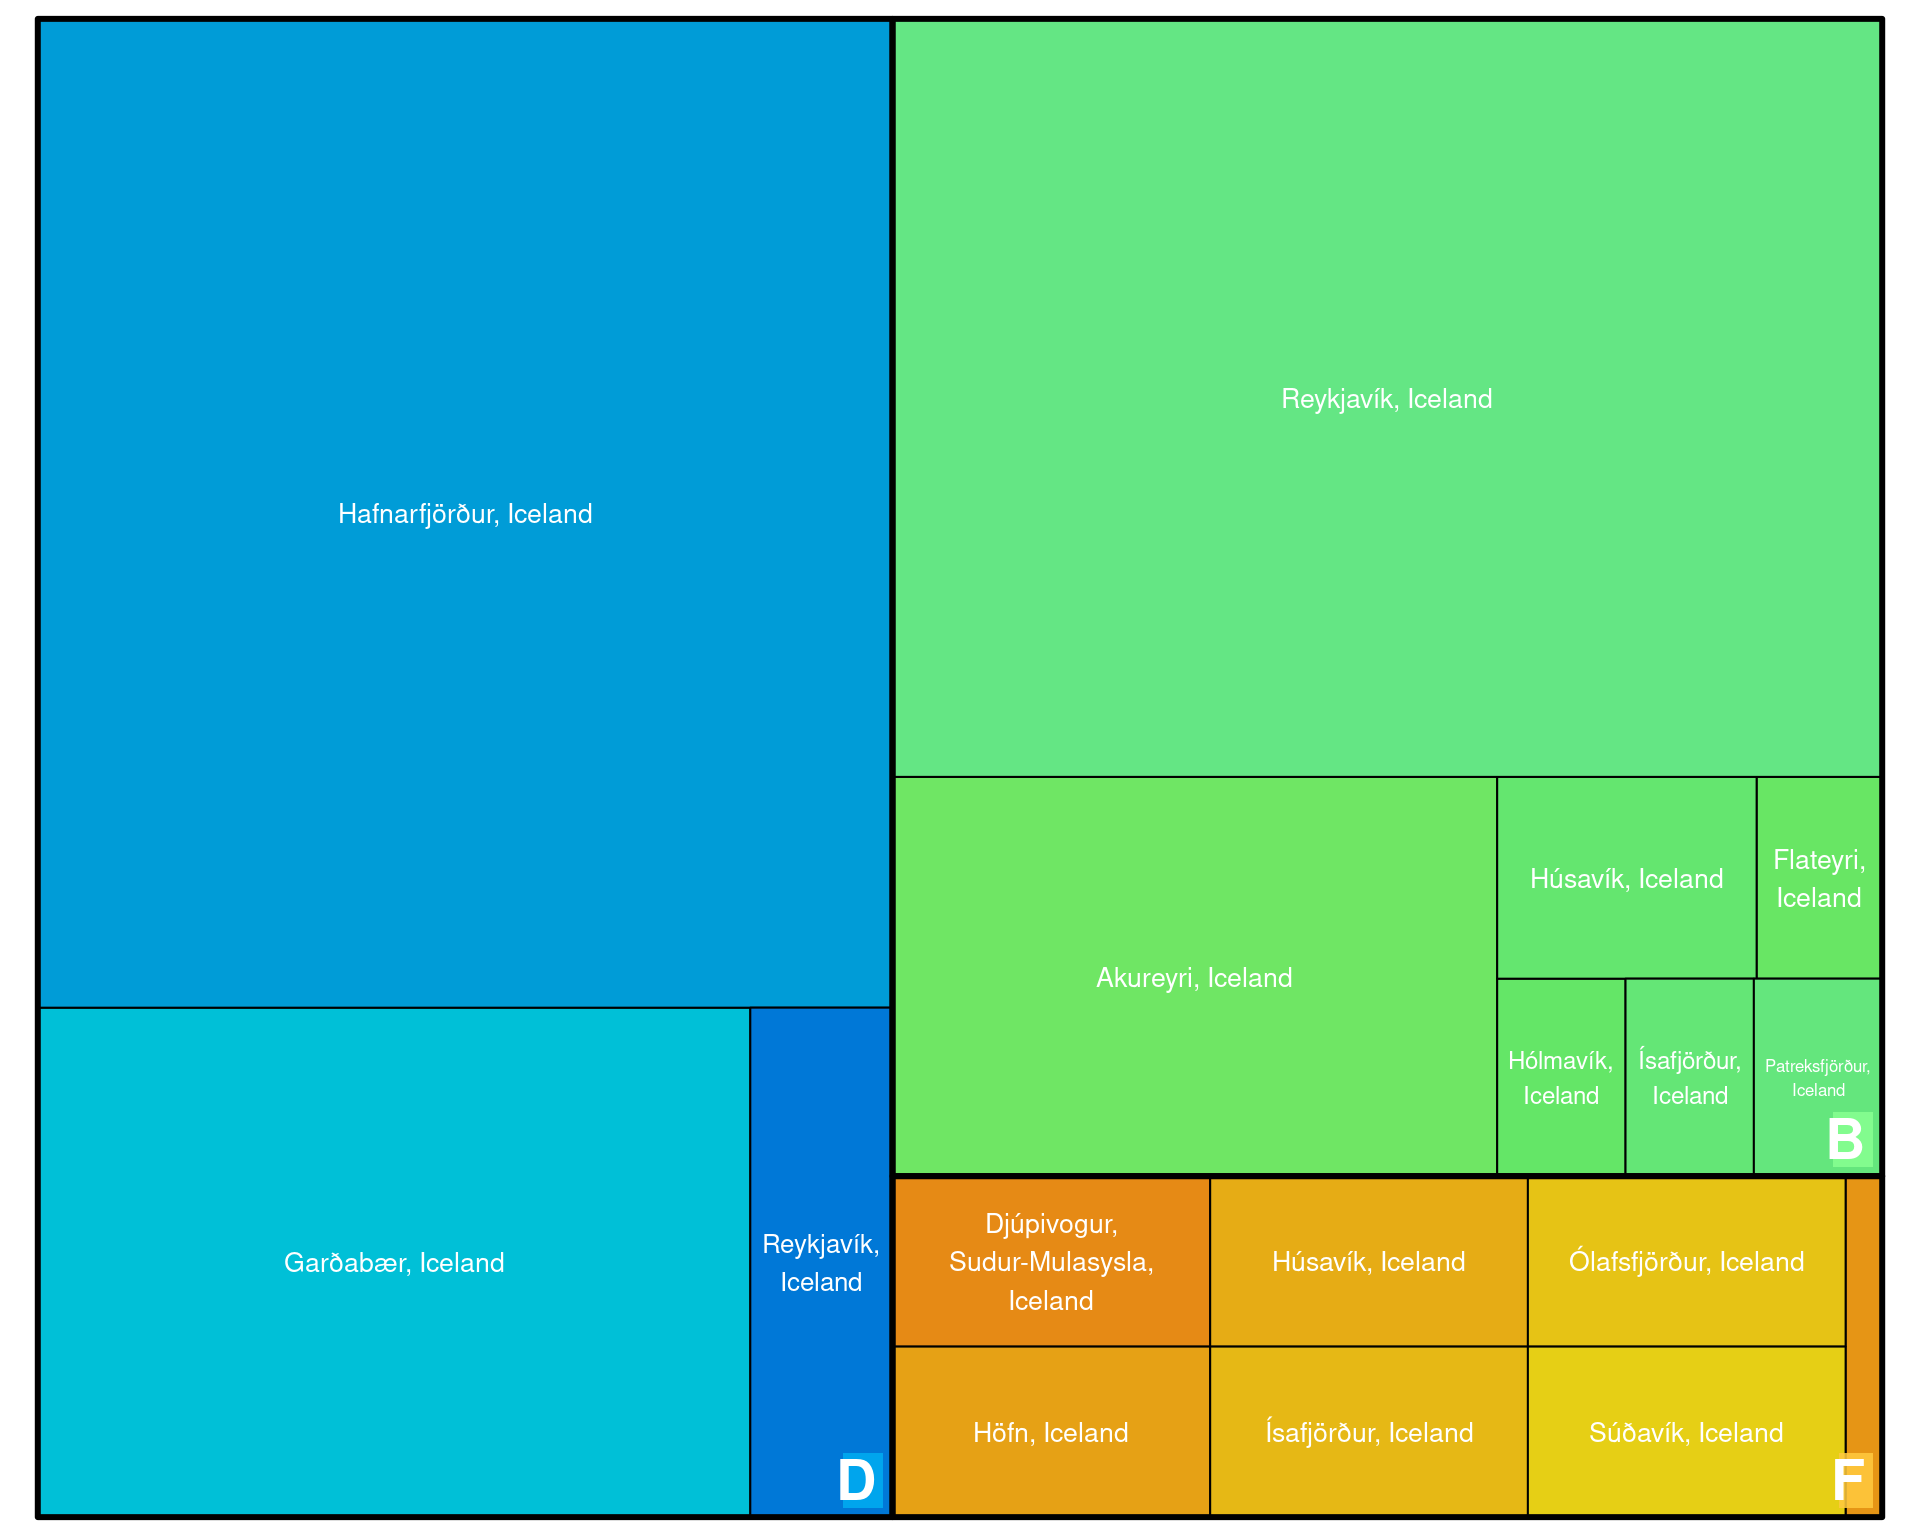 Hafnarfjörður, Iceland
Garðabær, Iceland
Reykjavík,
Iceland
D
Reykjavík, Iceland
Akureyri, Iceland
Húsavík, Iceland
Flateyri,
Iceland
Hólmavík,
Iceland
Ísafjörður,
Iceland
Patreksfjörður,
Iceland
B
Djúpivogur,
Sudur-Mulasysla,
Iceland
Húsavík, Iceland
Ólafsfjörður, Iceland
Höfn, Iceland
Ísafjörður, Iceland
Súðavík, Iceland
F